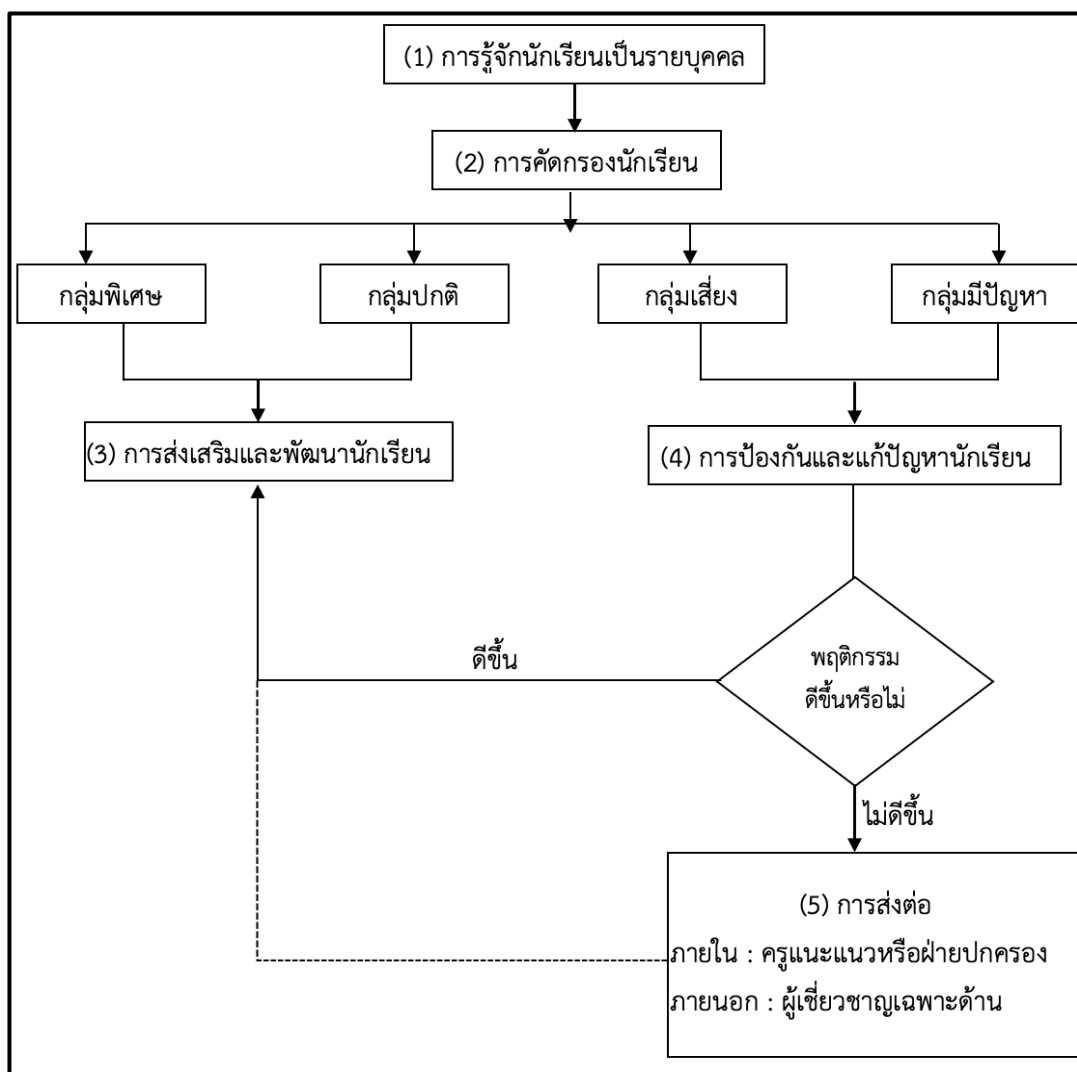 (1) การรู้จักนักเรียนเป็นรายบุคคล
(2) การคัดกรองนักเรียน
กลุ่มพิเศษ
กลุ่มปกติ
กลุ่มเสี่ยง
กลุ่มมีปัญหา
(3) การส่งเสริมและพัฒนานักเรียน
(4) การป้องกันและแก้ปัญหานักเรียน
ดีขึ้น
พฤติกรรม
ดีขึ้นหรือไม่
ไม่ดีขึ้น
(5) การส่งต่อ
ภายใน : ครูแนะแนวหรือฝ่ายปกครอง
ภายนอก : ผู้เชี่ยวชาญเฉพาะด้าน